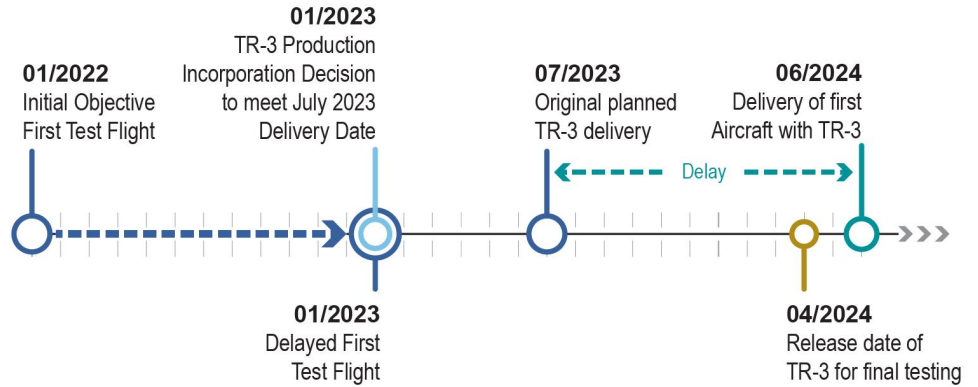 01/2022
Initial Objective
First Test Flight
01/2023
TR-3 Production
Incorporation Decision
to meet July 2023
Delivery Date
07/2023
Original planned
TR-3 delivery
06/2024
Delivery of first
Aircraft with TR-3
Delay
01/2023
Delayed First
Test Flight
04/2024
Release date of
TR-3 for final testing